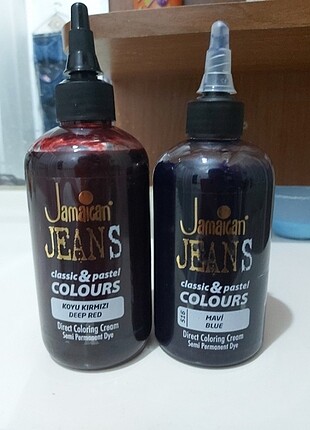 Jamaican
JEANS
classic & pastel
COLOURS
KOYU KIRMIZI
DEEP RED
Direct Coloring Cream
Semi Permanent Dye
Jamaican
JEANS
classic & pastel
COLOURS
516
MAVİ
BLUE
Direct Coloring Cream
Semi Permanent Dye